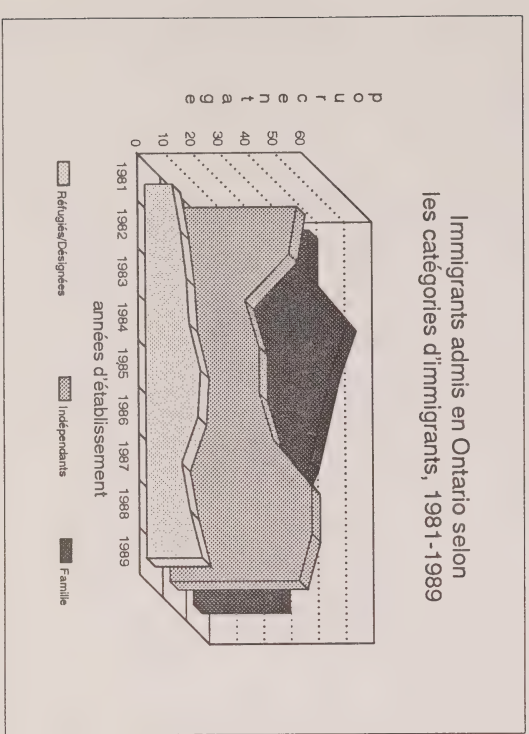 Immigrants admis en Ontario selon
les catégories d'immigrants, 1981-1989
pourcentage
60
50
40
30
20
10
0
1981 1982 1983 1984 1985 1986 1987 1988 1989
années d'établissement
Réfugiés/Désignées Indépendants Famille